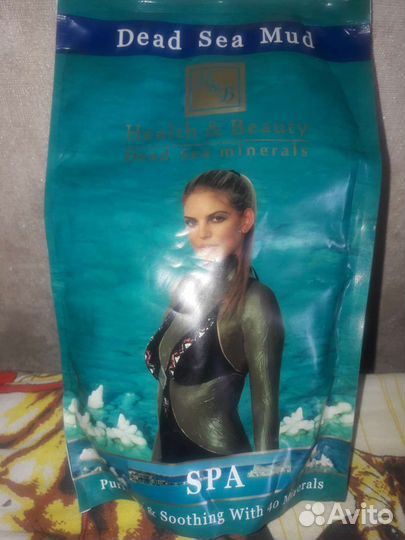 Dead Sea Mud
H&B
Health & Beauty
Dead sea minerals
SPA
& Soothing With 40 Minerals
Avito